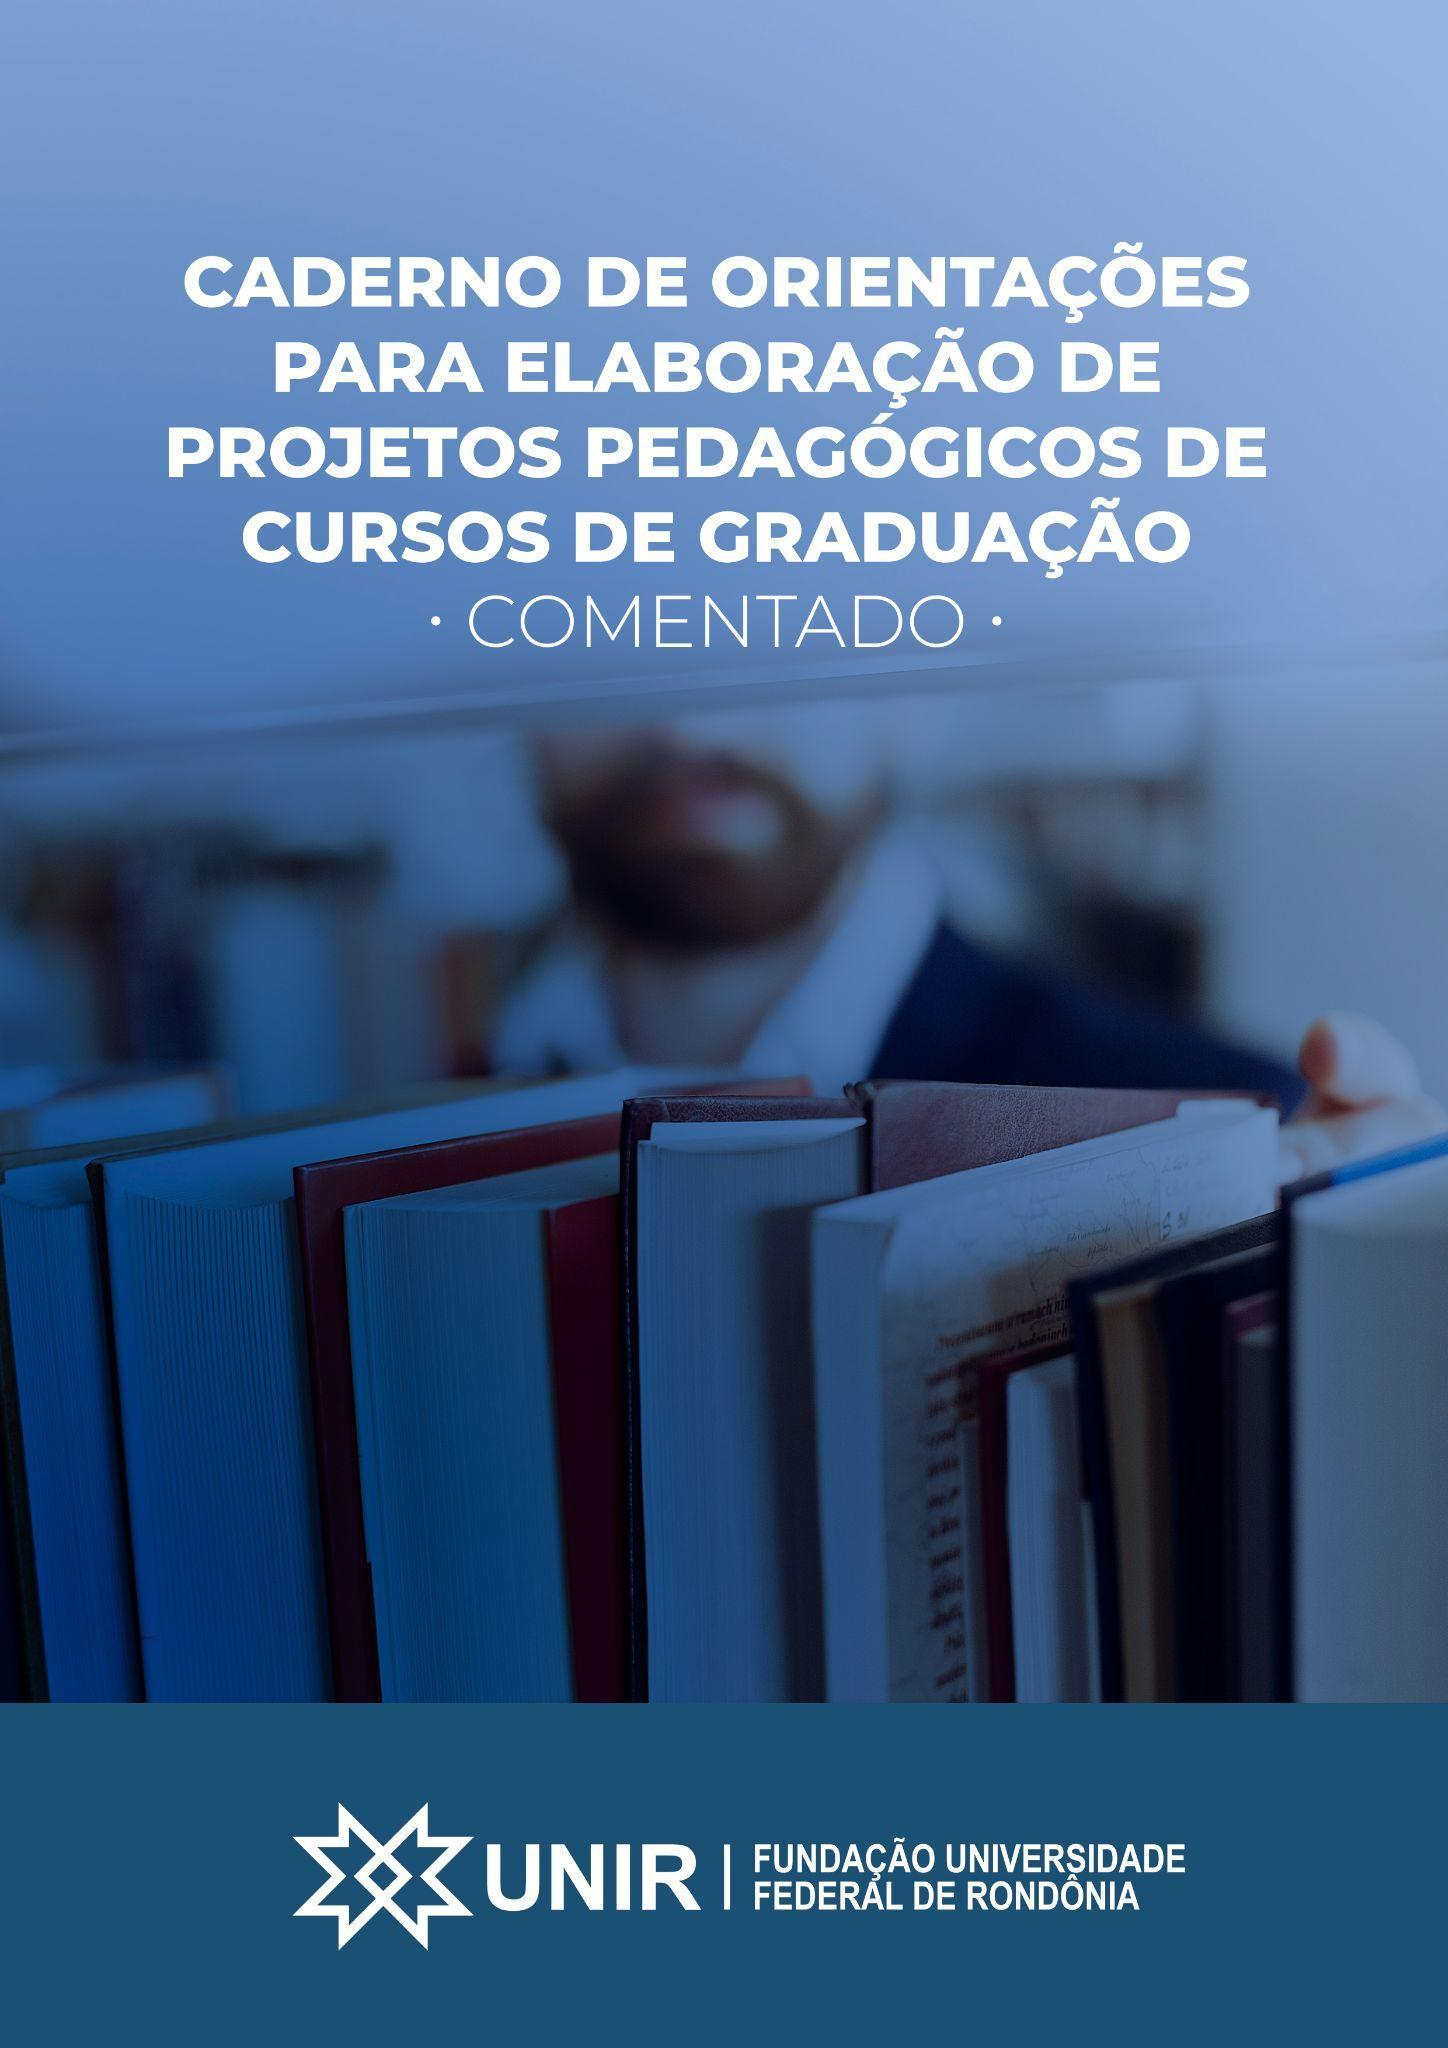 CADERNO DE ORIENTAÇÕES
PARA ELABORAÇÃO DE
PROJETOS PEDAGÓGICOS DE
CURSOS DE GRADUAÇÃO
· COMENTADO ·
UNIR | FUNDAÇÃO UNIVERSIDADE
FEDERAL DE RONDÔNIA